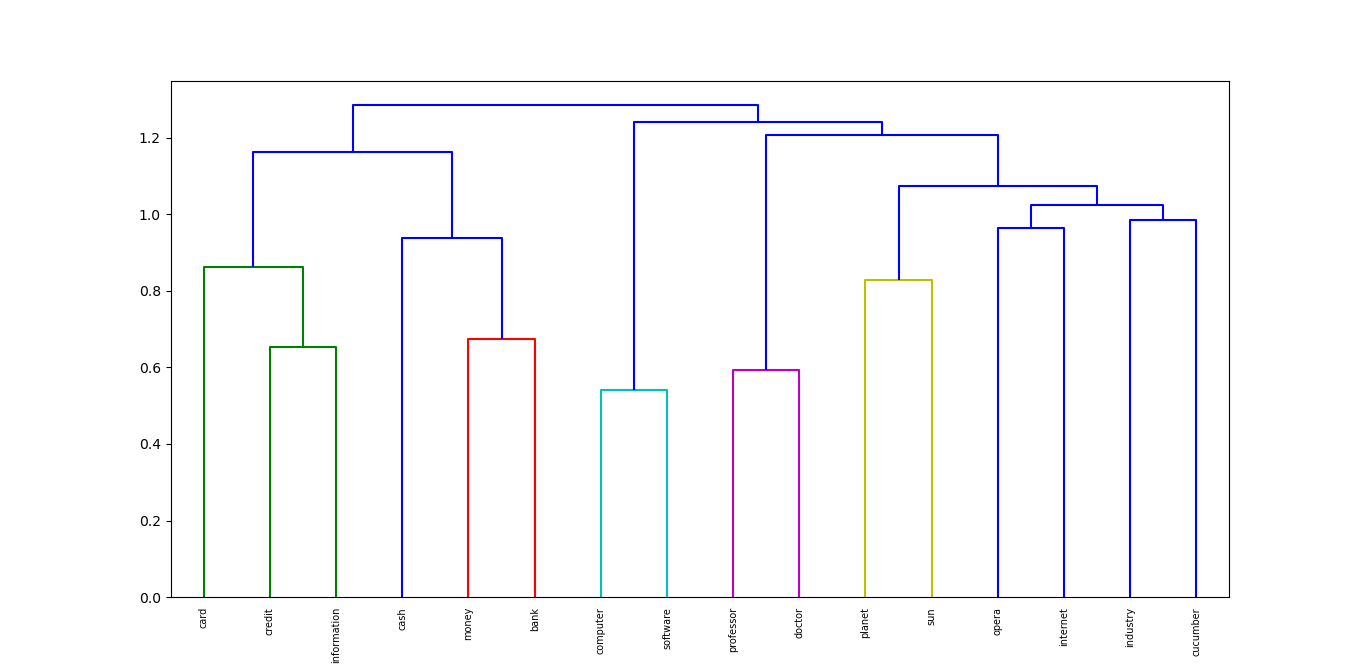 1.2
1.0
0.8
0.6
0.4
0.2
0.0
card
credit
information
cash
money
bank
computer
software
professor
doctor
planet
sun
opera
internet
industry
cucumber